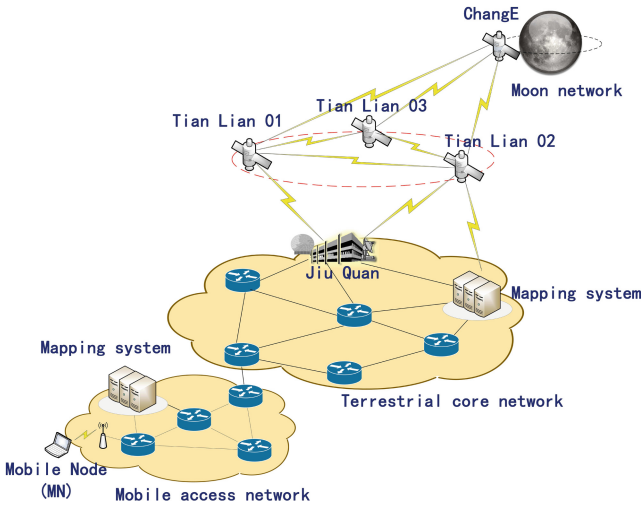 ChangE
Moon network
Tian Lian 03
Tian Lian 01
Tian Lian 02
Jiu Quan
Mapping system
Mapping system
Terrestrial core network
Mobile Node
(MN)
Mobile access network